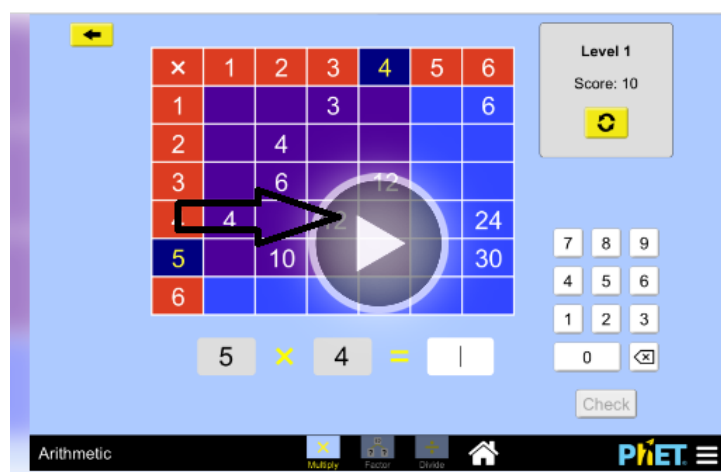 Level 1
Score: 10
× 1 2 3 4 5 6
1 3 6
2 4
3 6 12
4 4 12 24
5 10 30
6
7 8 9
4 5 6
1 2 3
0
5 × 4 =
Check
Arithmetic
Multiply
Factor
Divide
PhET